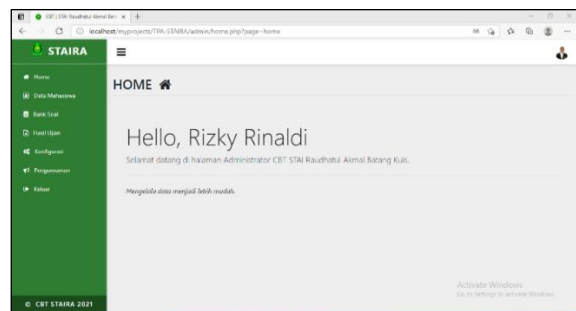 CBT | STAI Raudhatul Akmal Bat
localhost/myprojects/TPA-STAIRA/admin/home.php?page=home
STAIRA
Home
Data Mahasiswa
Bank Soal
Hasil Ujian
Konfigurasi
Pengumuman
Keluar
HOME
Hello, Rizky Rinaldi
Selamat datang di halaman Administrator CBT STAI Raudhatul Akmal Batang Kuis.
Mengelola data menjadi lebih mudah.
Activate Windows
Go to Settings to activate Windows.
© CBT STAIRA 2021